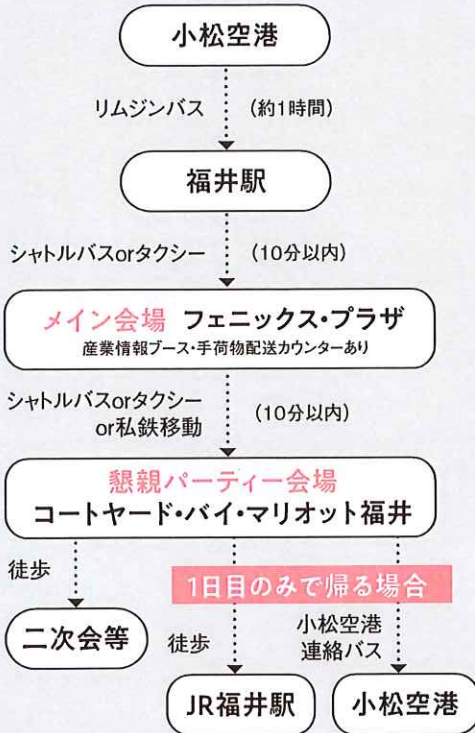 小松空港
リムジンバス (約1時間)
福井駅
シャトルバスorタクシー (10分以内)
メイン会場 フェニックス・プラザ
産業情報ブース・手荷物配送カウンターあり
シャトルバスorタクシー
or私鉄移動
(10分以内)
懇親パーティー会場
コートヤード・バイ・マリオット福井
徒歩
二次会等
1日目のみで帰る場合
徒歩
JR福井駅
小松空港
連絡バス
小松空港